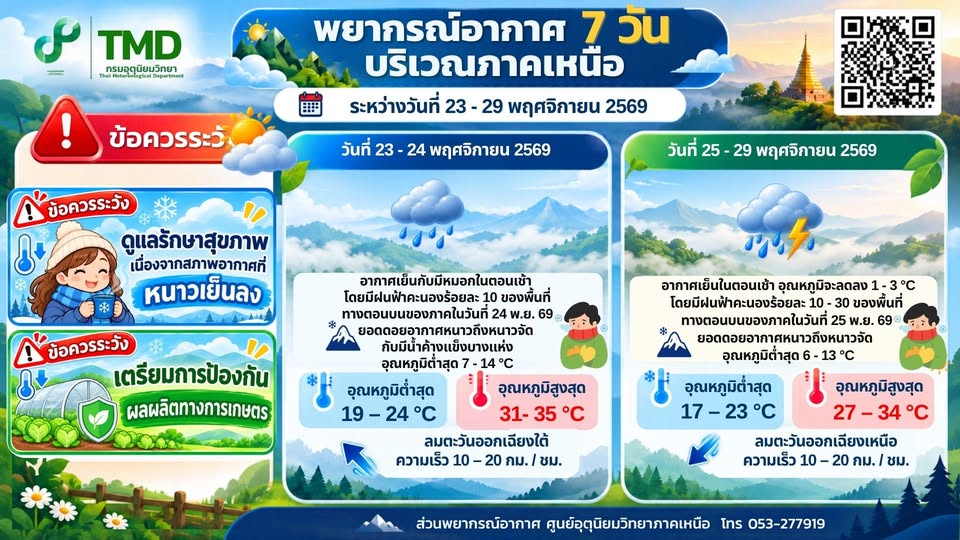 TMD
กรมอุตุนิยมวิทยา
Thai Meteorological Department
พยากรณ์อากาศ 7 วัน
บริเวณภาคเหนือ
ระหว่างวันที่ 23 - 29 พฤศจิกายน 2569
ข้อควรระวัง
ข้อควรระวัง
ดูแลรักษาสุขภาพ
เนื่องจากสภาพอากาศที่
หนาวเย็นลง
ข้อควรระวัง
เตรียมการป้องกัน
ผลผลิตทางการเกษตร
วันที่ 23 - 24 พฤศจิกายน 2569
อากาศเย็นกับมีหมอกในตอนเช้า
โดยมีฝนฟ้าคะนองร้อยละ 10 ของพื้นที่
ทางตอนบนของภาคในวันที่ 24 พ.ย. 69
ยอดดอยอากาศหนาวถึงหนาวจัด
กับมีน้ำค้างแข็งบางแห่ง
อุณหภูมิต่ำสุด 7 - 14 °C
อุณหภูมิต่ำสุด
19 – 24 °C
อุณหภูมิสูงสุด
31- 35 °C
ลมตะวันออกเฉียงใต้
ความเร็ว 10 – 20 กม. / ชม.
วันที่ 25 - 29 พฤศจิกายน 2569
อากาศเย็นในตอนเช้า อุณหภูมิจะลดลง 1 - 3 °C
โดยมีฝนฟ้าคะนองร้อยละ 10 - 30 ของพื้นที่
ทางตอนบนของภาคในวันที่ 25 พ.ย. 69
ยอดดอยอากาศหนาวถึงหนาวจัด
อุณหภูมิต่ำสุด 6 - 13 °C
อุณหภูมิต่ำสุด
17 – 23 °C
อุณหภูมิสูงสุด
27 – 34 °C
ลมตะวันออกเฉียงเหนือ
ความเร็ว 10 – 20 กม. / ชม.
ส่วนพยากรณ์อากาศ ศูนย์อุตุนิยมวิทยาภาคเหนือ โทร 053-277919